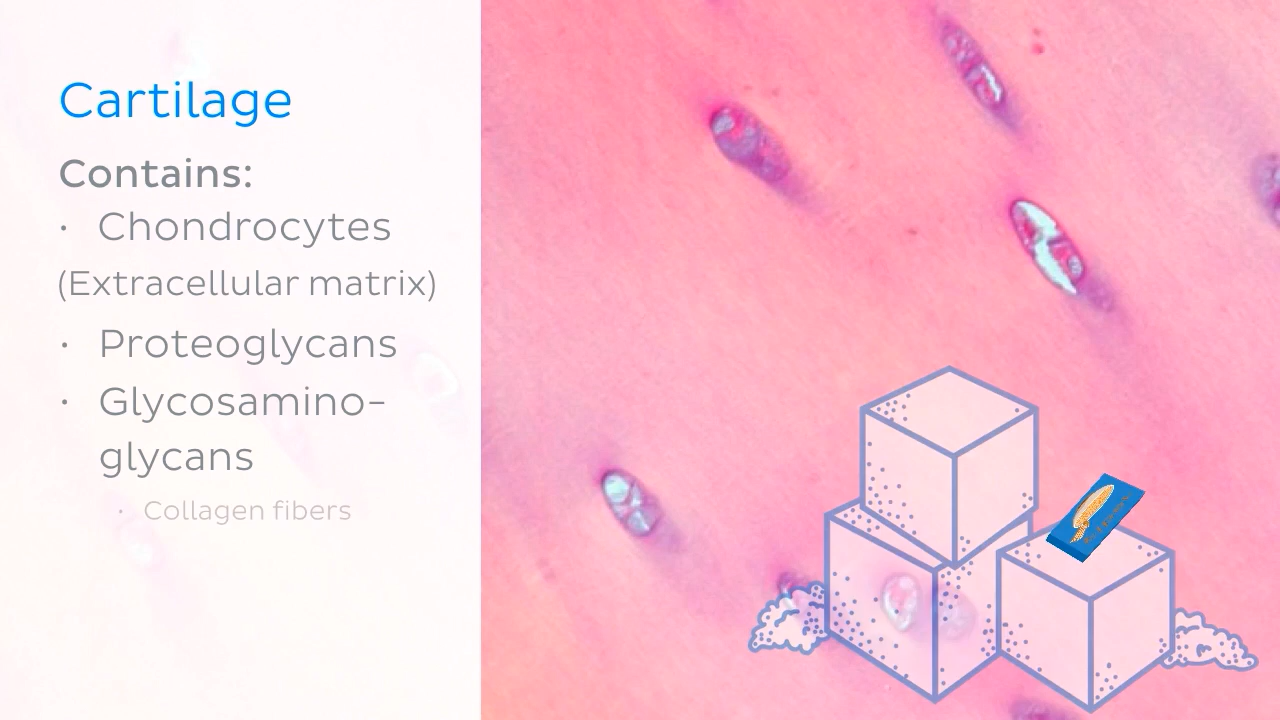 Cartilage
Contains:
· Chondrocytes
(Extracellular matrix)
· Proteoglycans
· Glycosamino-
glycans
· Collagen fibers